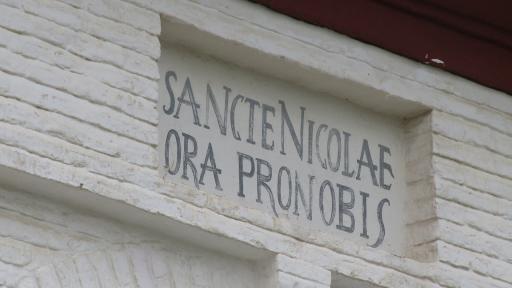 SANCTE NICOLAE
ORA PRO NOBIS